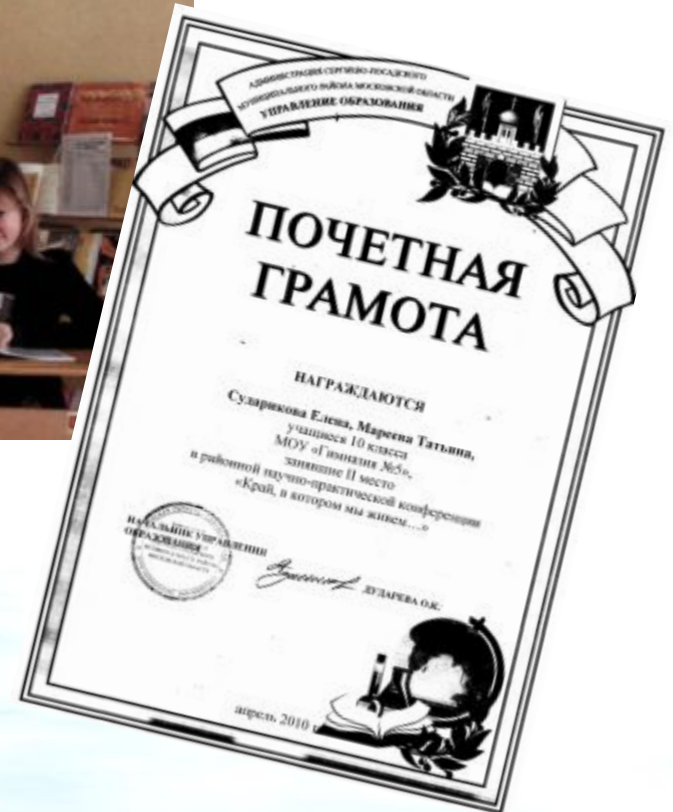 АДМИНИСТРАЦИЯ СЕРГИЕВО-ПОСАДСКОГО
МУНИЦИПАЛЬНОГО РАЙОНА МОСКОВСКОЙ ОБЛАСТИ
УПРАВЛЕНИЕ ОБРАЗОВАНИЯ
ПОЧЕТНАЯ
ГРАМОТА
НАГРАЖДАЮТСЯ
Сударикова Елена, Мареева Татьяна,
учащиеся 10 класса
МОУ «Гимназия №5»,
занявшие II место
в районной научно-практической конференции
«Край, в котором мы живем…»
НАЧАЛЬНИК УПРАВЛЕНИЯ
ОБРАЗОВАНИЯ
ДУДАРЕВА О.К.
апрель 2010 г